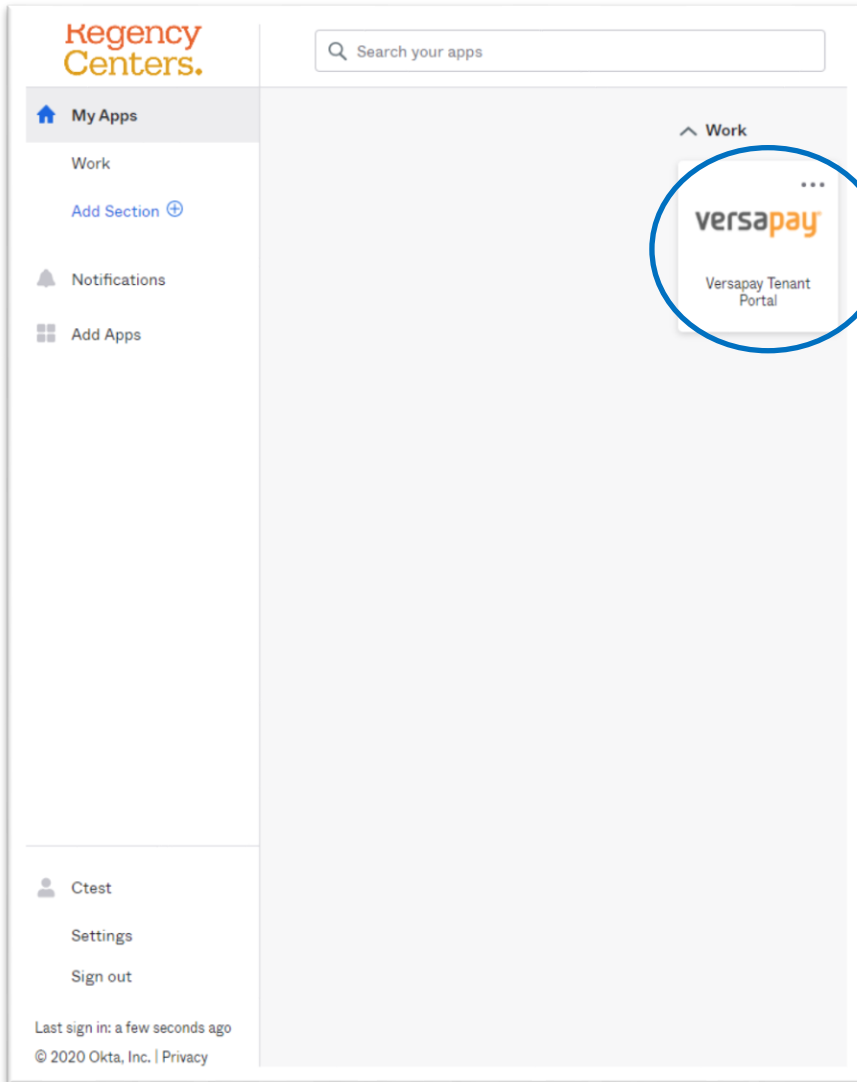 Regency
Centers.
Search your apps
My Apps
Work
Add Section
Notifications
Add Apps
Work
versapay
Versapay Tenant
Portal
Ctest
Settings
Sign out
Last sign in: a few seconds ago
© 2020 Okta, Inc. | Privacy